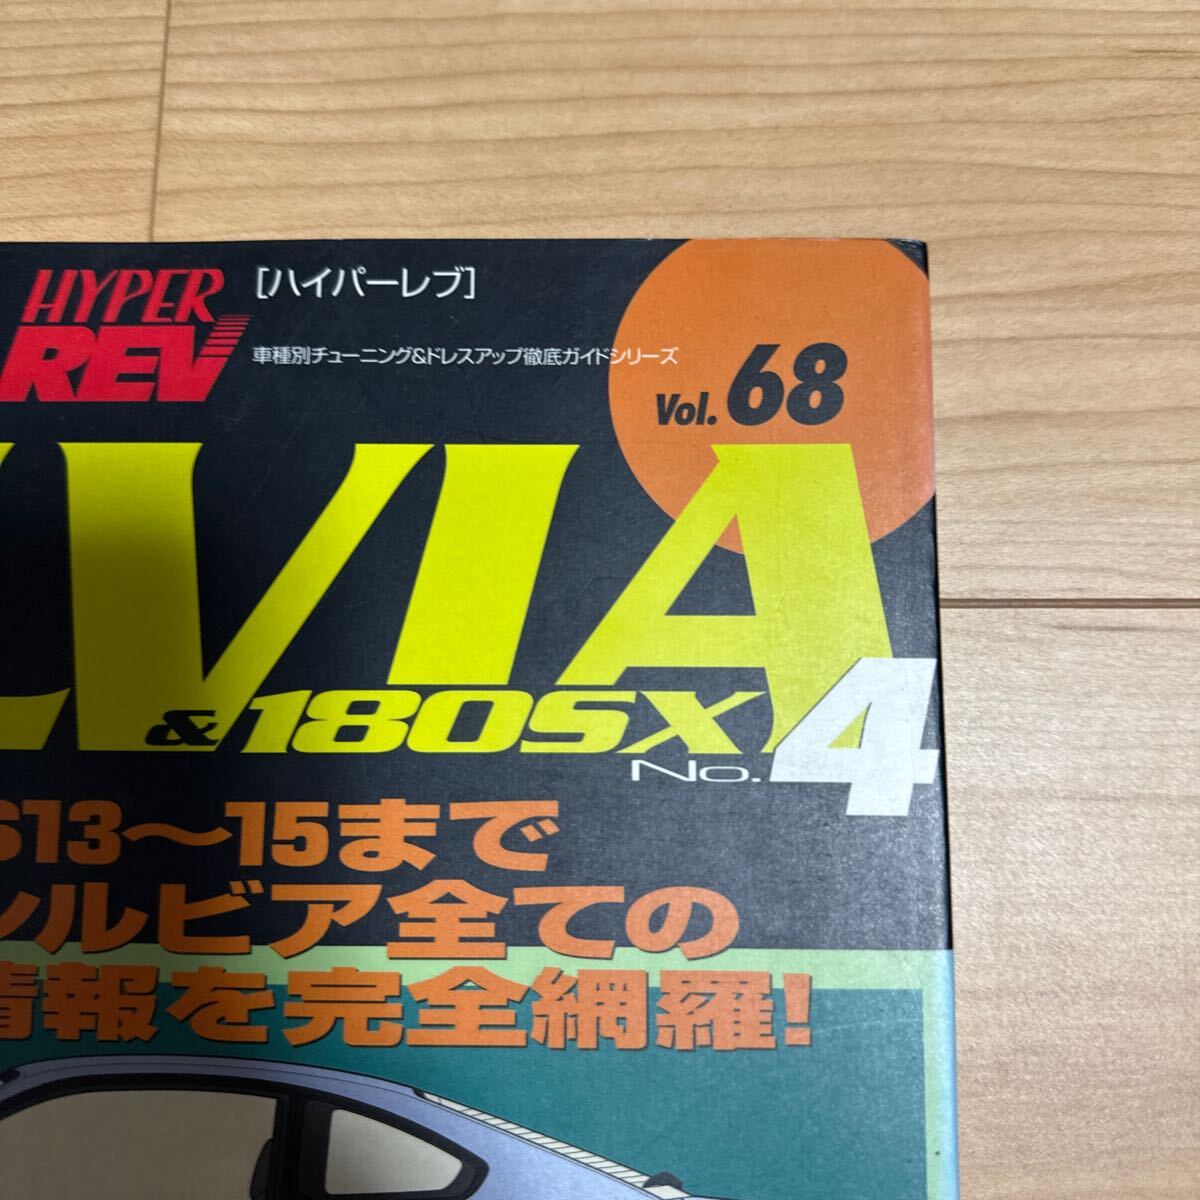 HYPER
REV
[ハイパーレブ]
車種別チューニング&ドレスアップ徹底ガイドシリーズ
Vol. 68
LVIA
&180SX
No.4
S13〜15まで
シルビア全ての
情報を完全網羅!